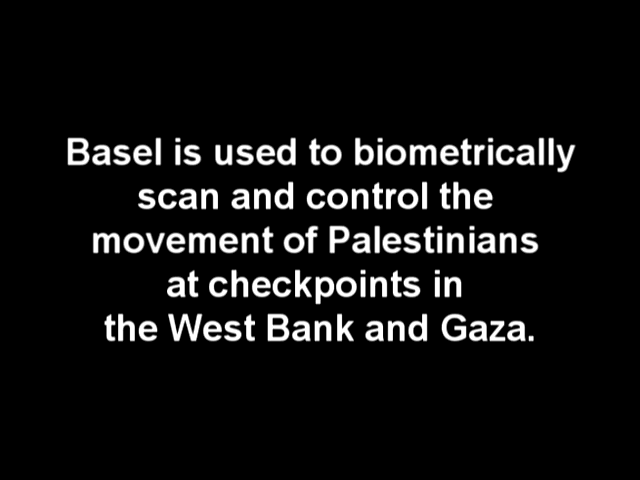 Basel is used to biometrically
scan and control the
movement of Palestinians
at checkpoints in
the West Bank and Gaza.